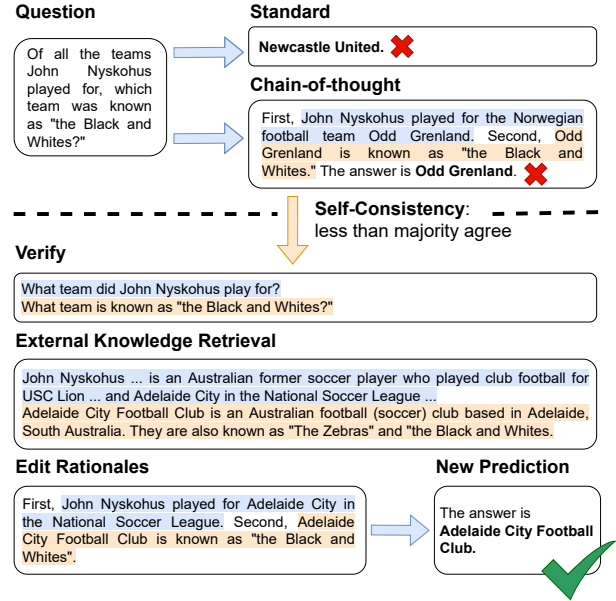 Question
Of all the teams
John Nyskohus
played for, which
team was known
as "the Black and
Whites?"
Standard
Newcastle United.
Chain-of-thought
First, John Nyskohus played for the Norwegian
football team Odd Grenland. Second, Odd
Grenland is known as "the Black and
Whites." The answer is Odd Grenland.
Self-Consistency:
less than majority agree
Verify
What team did John Nyskohus play for?
What team is known as "the Black and Whites?"
External Knowledge Retrieval
John Nyskohus ... is an Australian former soccer player who played club football for
USC Lion ... and Adelaide City in the National Soccer League ...
Adelaide City Football Club is an Australian football (soccer) club based in Adelaide,
South Australia. They are also known as "The Zebras" and "the Black and Whites.
Edit Rationales
First, John Nyskohus played for Adelaide City in
the National Soccer League. Second, Adelaide
City Football Club is known as "the Black and
Whites".
New Prediction
The answer is
Adelaide City Football
Club.